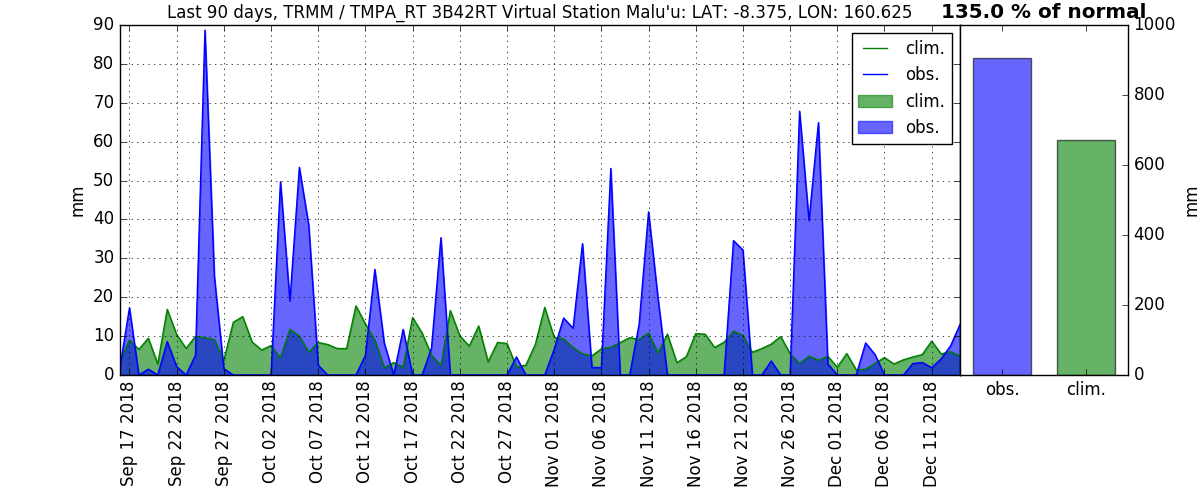 Last 90 days, TRMM / TMPA_RT 3B42RT Virtual Station Malu'u: LAT: -8.375, LON: 160.625
135.0 % of normal
90
80
70
60
50
40
30
20
10
0
mm
clim.
obs.
clim.
obs.
1000
800
600
400
200
0
mm
obs.
clim.
Sep 17 2018
Sep 22 2018
Sep 27 2018
Oct 02 2018
Oct 07 2018
Oct 12 2018
Oct 17 2018
Oct 22 2018
Oct 27 2018
Nov 01 2018
Nov 06 2018
Nov 11 2018
Nov 16 2018
Nov 21 2018
Nov 26 2018
Dec 01 2018
Dec 06 2018
Dec 11 2018